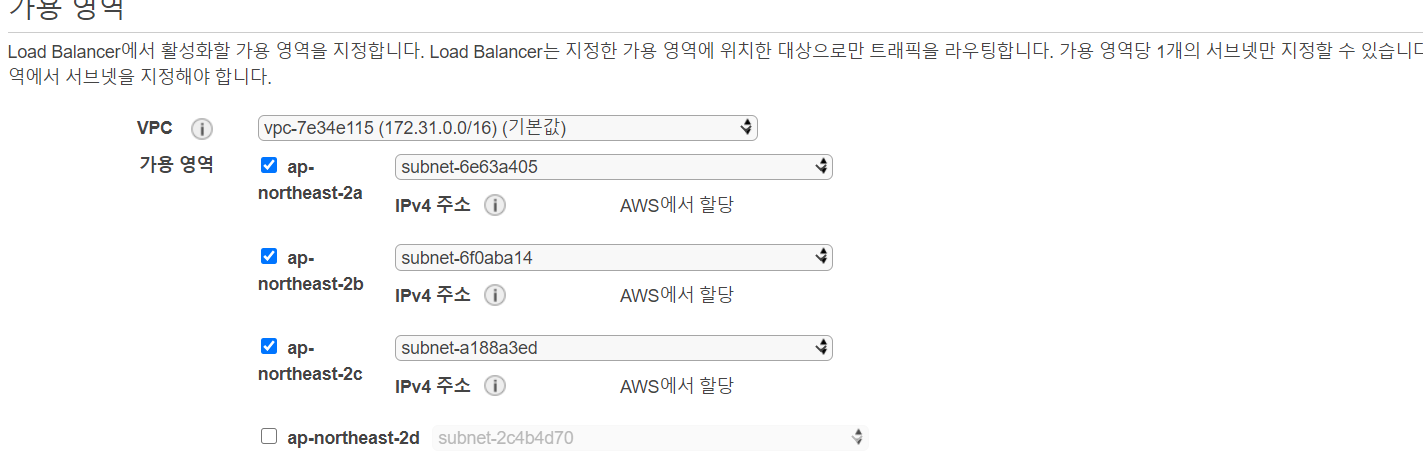 가용 영역
Load Balancer에서 활성화할 가용 영역을 지정합니다. Load Balancer는 지정한 가용 영역에 위치한 대상으로만 트래픽을 라우팅합니다. 가용 영역당 1개의 서브넷만 지정할 수 있습니다
역에서 서브넷을 지정해야 합니다.
VPC i vpc-7e34e115 (172.31.0.0/16) (기본값)
가용 영역 ap- subnet-6e63a405
northeast-2a
IPv4 주소 i AWS에서 할당
ap- subnet-6f0aba14
northeast-2b
IPv4 주소 i AWS에서 할당
ap- subnet-a188a3ed
northeast-2c
IPv4 주소 i AWS에서 할당
ap-northeast-2d subnet-2c4b4d70